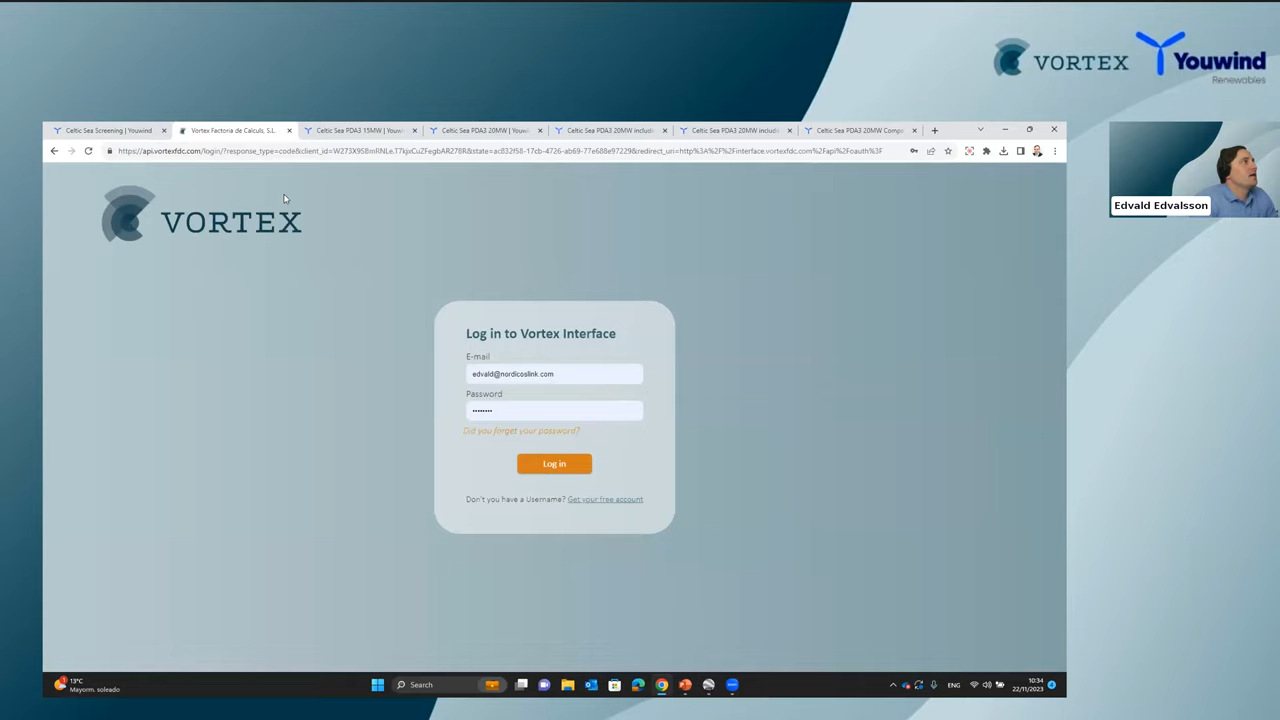 VORTEX
Youwind
Renewables
Celtic Sea Screening | Youwind
Vortex Factoria de Calculs, S.L.
Celtic Sea PDA3 15MW | Youwi
Celtic Sea PDA3 20MW | Youwi
Celtic Sea PDA3 20MW includi
Celtic Sea PDA3 20MW includi
Celtic Sea PDA3 20MW Compa
VORTEX
Edvald Edvalsson
Log in to Vortex Interface
E-mail
edvald@nordicoslink.com
Password
••••••••
Did you forget your password?
Log in
Don't you have a Username? Get your free account
1
13°C
Mayorm. soleado
Search
ENG
10:34
22/11/2023